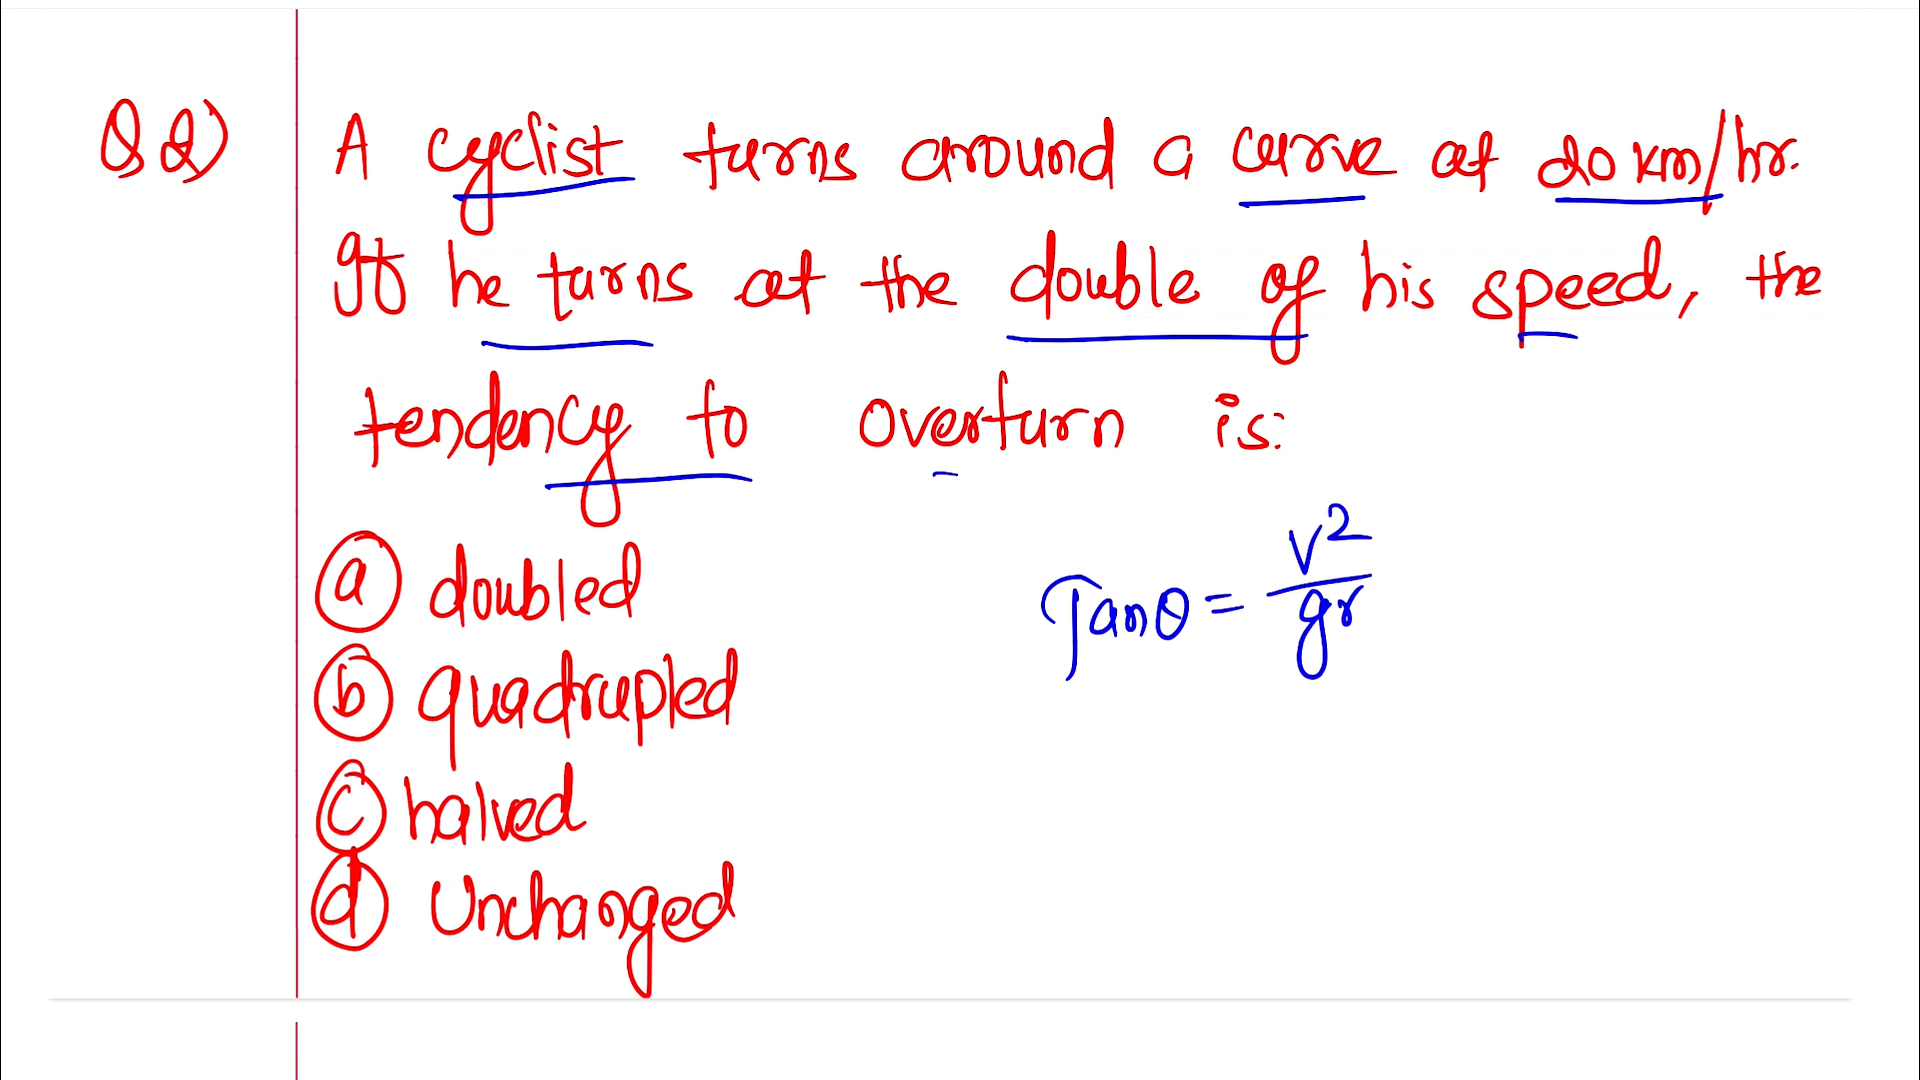 Q2) A cyclist turns around a curve at 20 km/hr.
If he turns at the double of his speed, the
tendency to overturn is:
(a) doubled
Tanθ = v²/gr
(b) quadrupled
(c) halved
(d) Unchanged